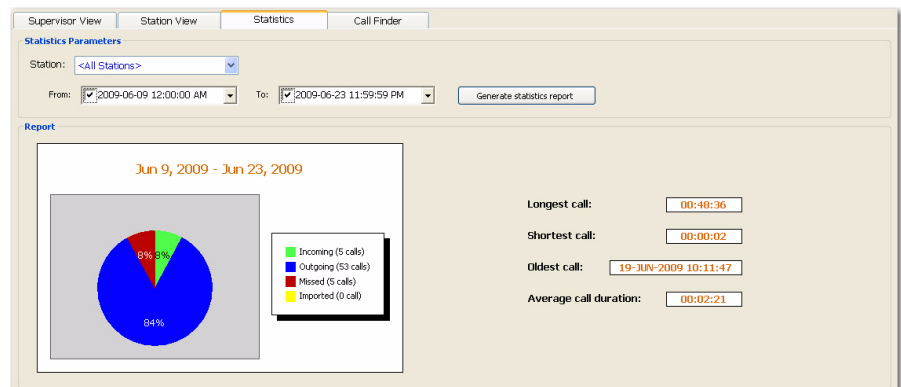 Supervisor View Station View Statistics Call Finder
Statistics Parameters
Station: <All Stations>
From: 2009-06-09 12:00:00 AM To: 2009-06-23 11:59:59 PM Generate statistics report
Report
Jun 9, 2009 - Jun 23, 2009
8% 8%
84%
Incoming (5 calls)
Outgoing (53 calls)
Missed (5 calls)
Imported (0 call)
Longest call: 00:48:36
Shortest call: 00:00:02
Oldest call: 19-JUN-2009 10:11:47
Average call duration: 00:02:21